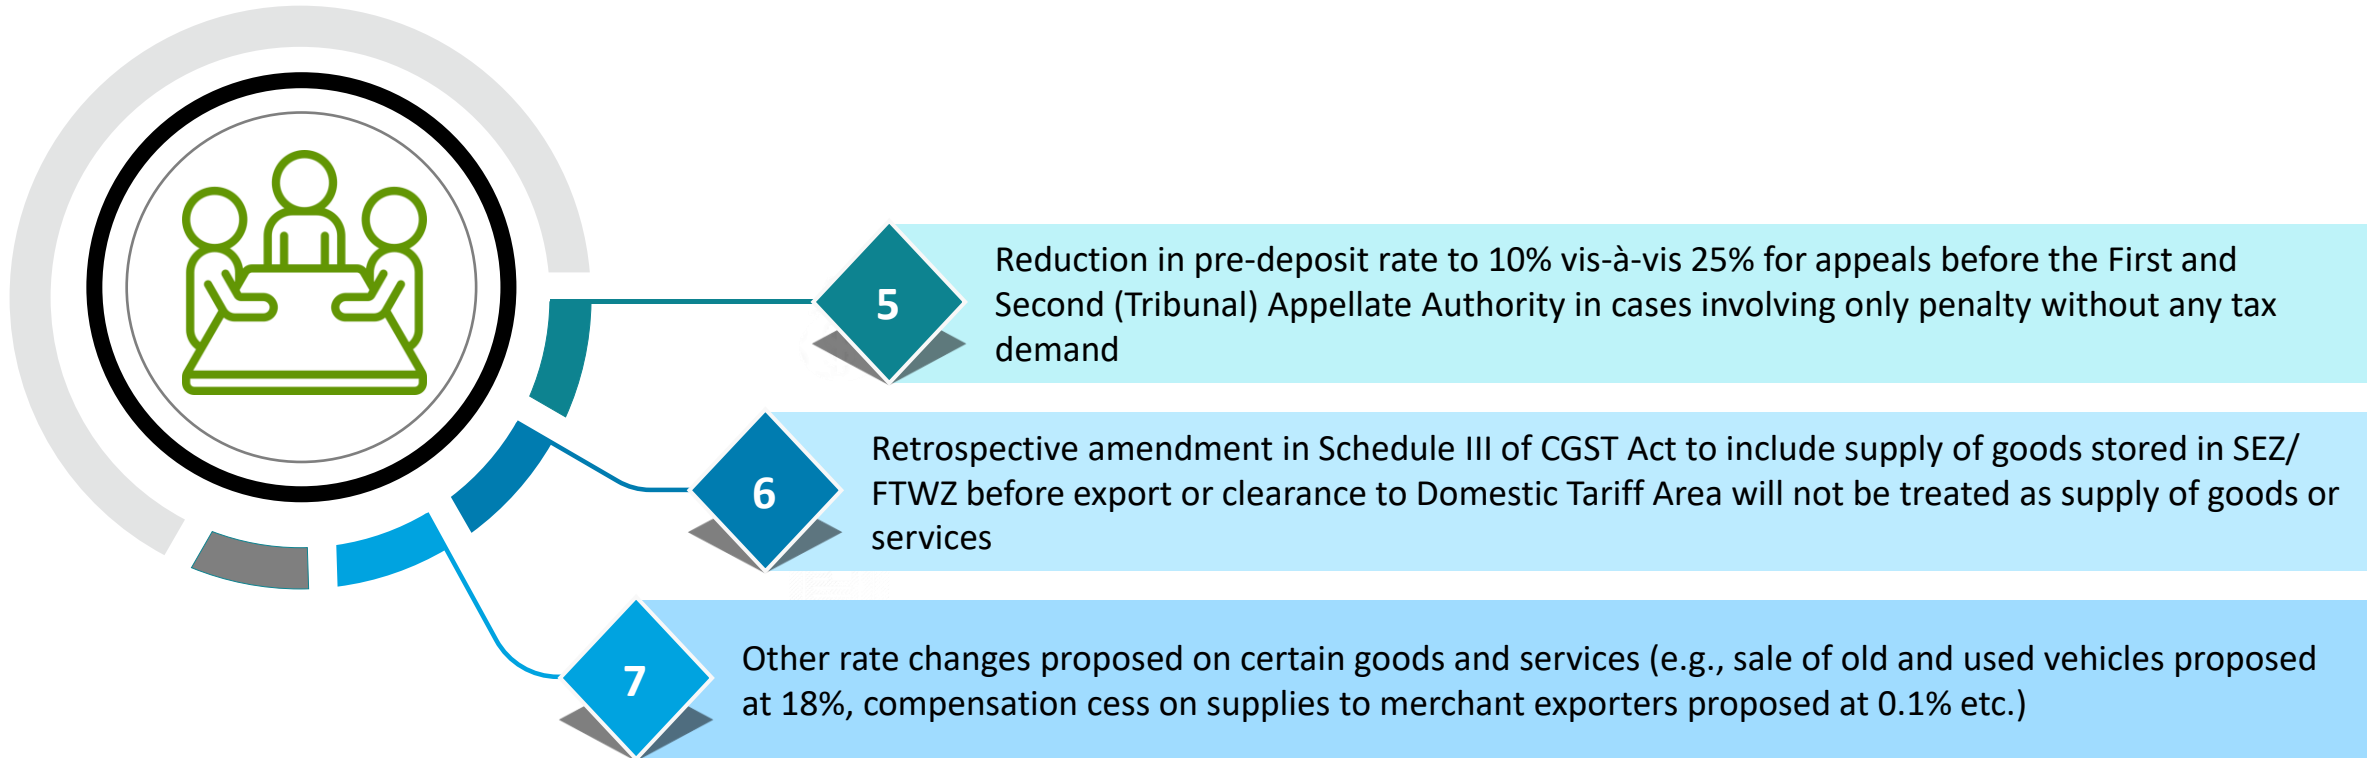 5
Reduction in pre-deposit rate to 10% vis-à-vis 25% for appeals before the First and
Second (Tribunal) Appellate Authority in cases involving only penalty without any tax
demand
6
Retrospective amendment in Schedule III of CGST Act to include supply of goods stored in SEZ/
FTWZ before export or clearance to Domestic Tariff Area will not be treated as supply of goods or
services
7
Other rate changes proposed on certain goods and services (e.g., sale of old and used vehicles proposed
at 18%, compensation cess on supplies to merchant exporters proposed at 0.1% etc.)